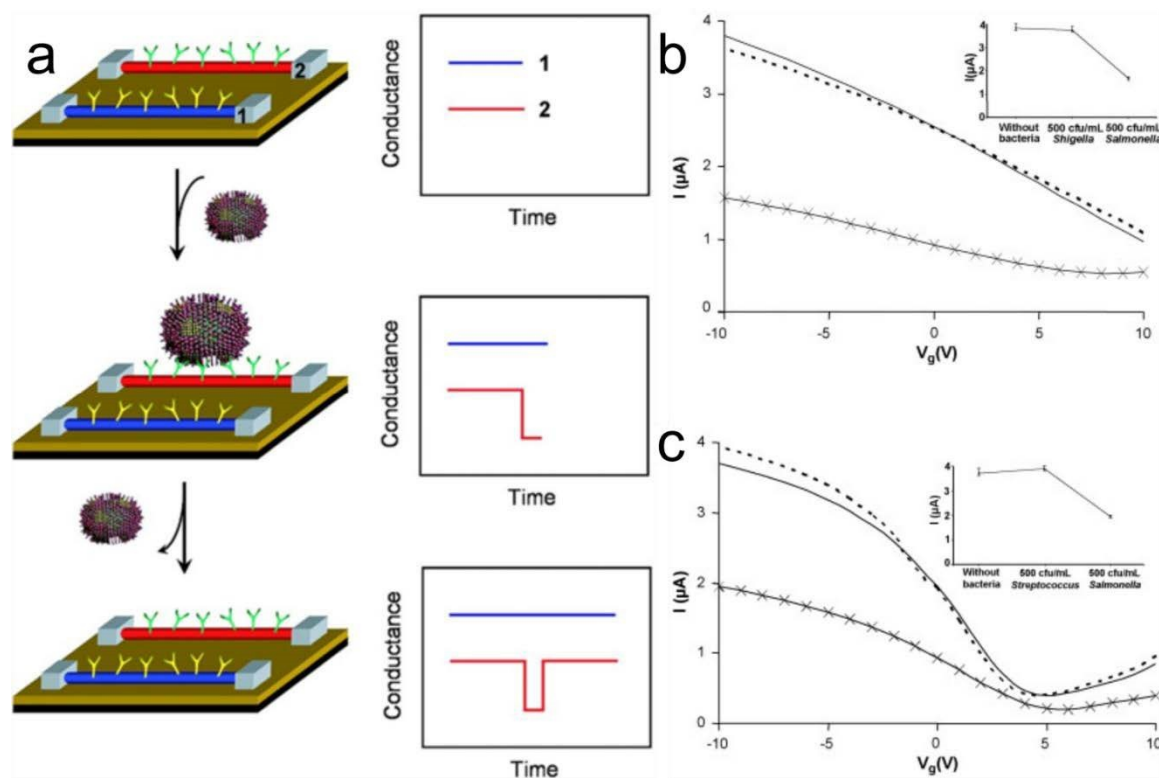 a
2
1
Conductance
1
2
Time
Conductance
Time
Conductance
Time
b
4
3
2
1
0
I (µA)
-10
-5
0
5
10
Vg(V)
4
3
2
1
0
I(µA)
Without
bacteria
500 cfu/mL
Shigella
500 cfu/mL
Salmonella
c
4
3
2
1
0
I (µA)
-10
-5
0
5
10
Vg(V)
4
3
2
1
0
I (µA)
Without
bacteria
500 cfu/mL
Streptococcus
500 cfu/mL
Salmonella